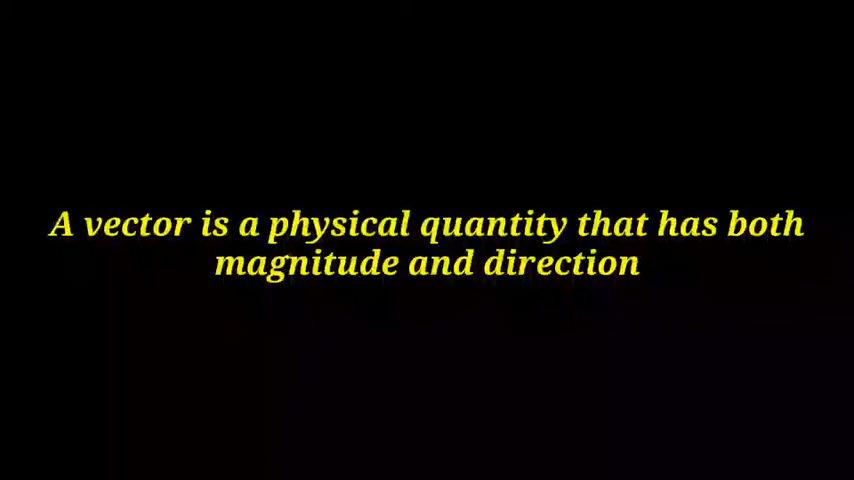 A vector is a physical quantity that has both
magnitude and direction